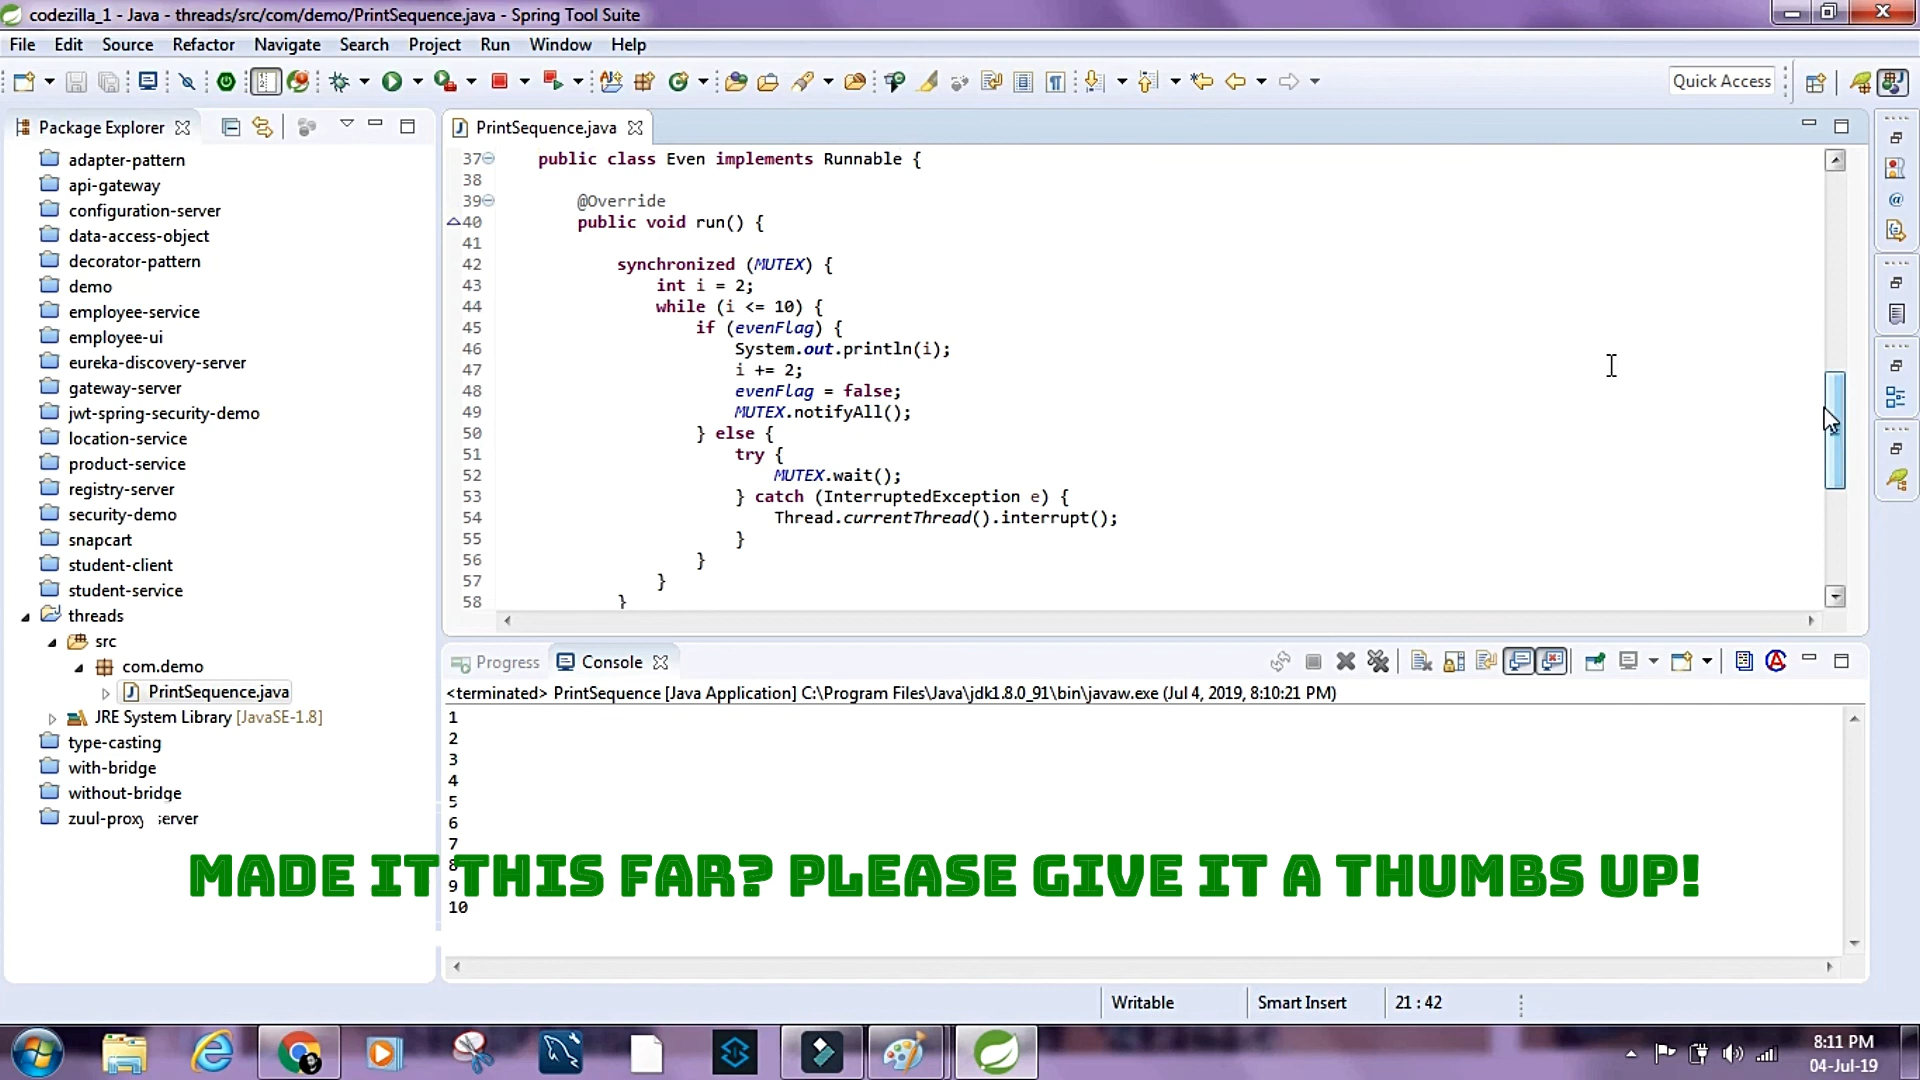 codezilla_1 - Java - threads/src/com/demo/PrintSequence.java - Spring Tool Suite
File Edit Source Refactor Navigate Search Project Run Window Help
Quick Access
Package Explorer
adapter-pattern
api-gateway
configuration-server
data-access-object
decorator-pattern
demo
employee-service
employee-ui
eureka-discovery-server
gateway-server
jwt-spring-security-demo
location-service
product-service
registry-server
security-demo
snapcart
student-client
student-service
threads
src
com.demo
PrintSequence.java
JRE System Library [JavaSE-1.8]
type-casting
with-bridge
without-bridge
PrintSequence.java
37 public class Even implements Runnable {
38
39 @Override
40 public void run() {
41
42 synchronized (MUTEX) {
43 int i = 2;
44 while (i <= 10) {
45 if (evenFlag) {
46 System.out.println(i);
47 i += 2;
48 evenFlag = false;
49 MUTEX.notifyAll();
50 } else {
51 try {
52 MUTEX.wait();
53 } catch (InterruptedException e) {
54 Thread.currentThread().interrupt();
55 }
56 }
57 }
58 }
Progress Console
<terminated> PrintSequence [Java Application] C:\Program Files\Java\jdk1.8.0_91\bin\javaw.exe (Jul 4, 2019, 8:10:21 PM)
1
2
3
4
5
6
7
8
9
10
MADE IT THIS FAR? PLEASE GIVE IT A THUMBS UP!
Writable Smart Insert 21 : 42
8:11 PM
04-Jul-19